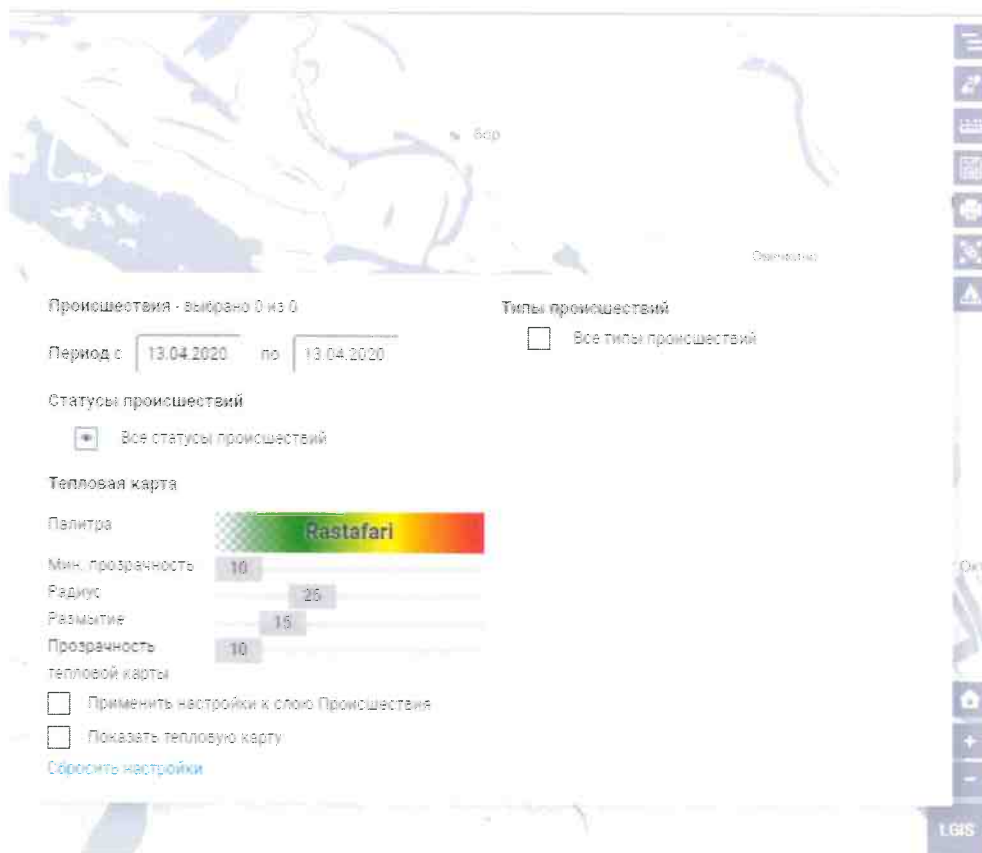 Бор
Овечкино
Происшествия - выбрано 0 из 0
Период с 13.04.2020 по 13.04.2020
Статусы происшествий
Все статусы происшествий
Типы происшествий
Все типы происшествий
Тепловая карта
Палитра Rastafari
Мин. прозрачность 10
Радиус 25
Размытие 15
Прозрачность 10
тепловой карты
Применить настройки к слою Происшествия
Показать тепловую карту
Сбросить настройки
Окт
LGIS